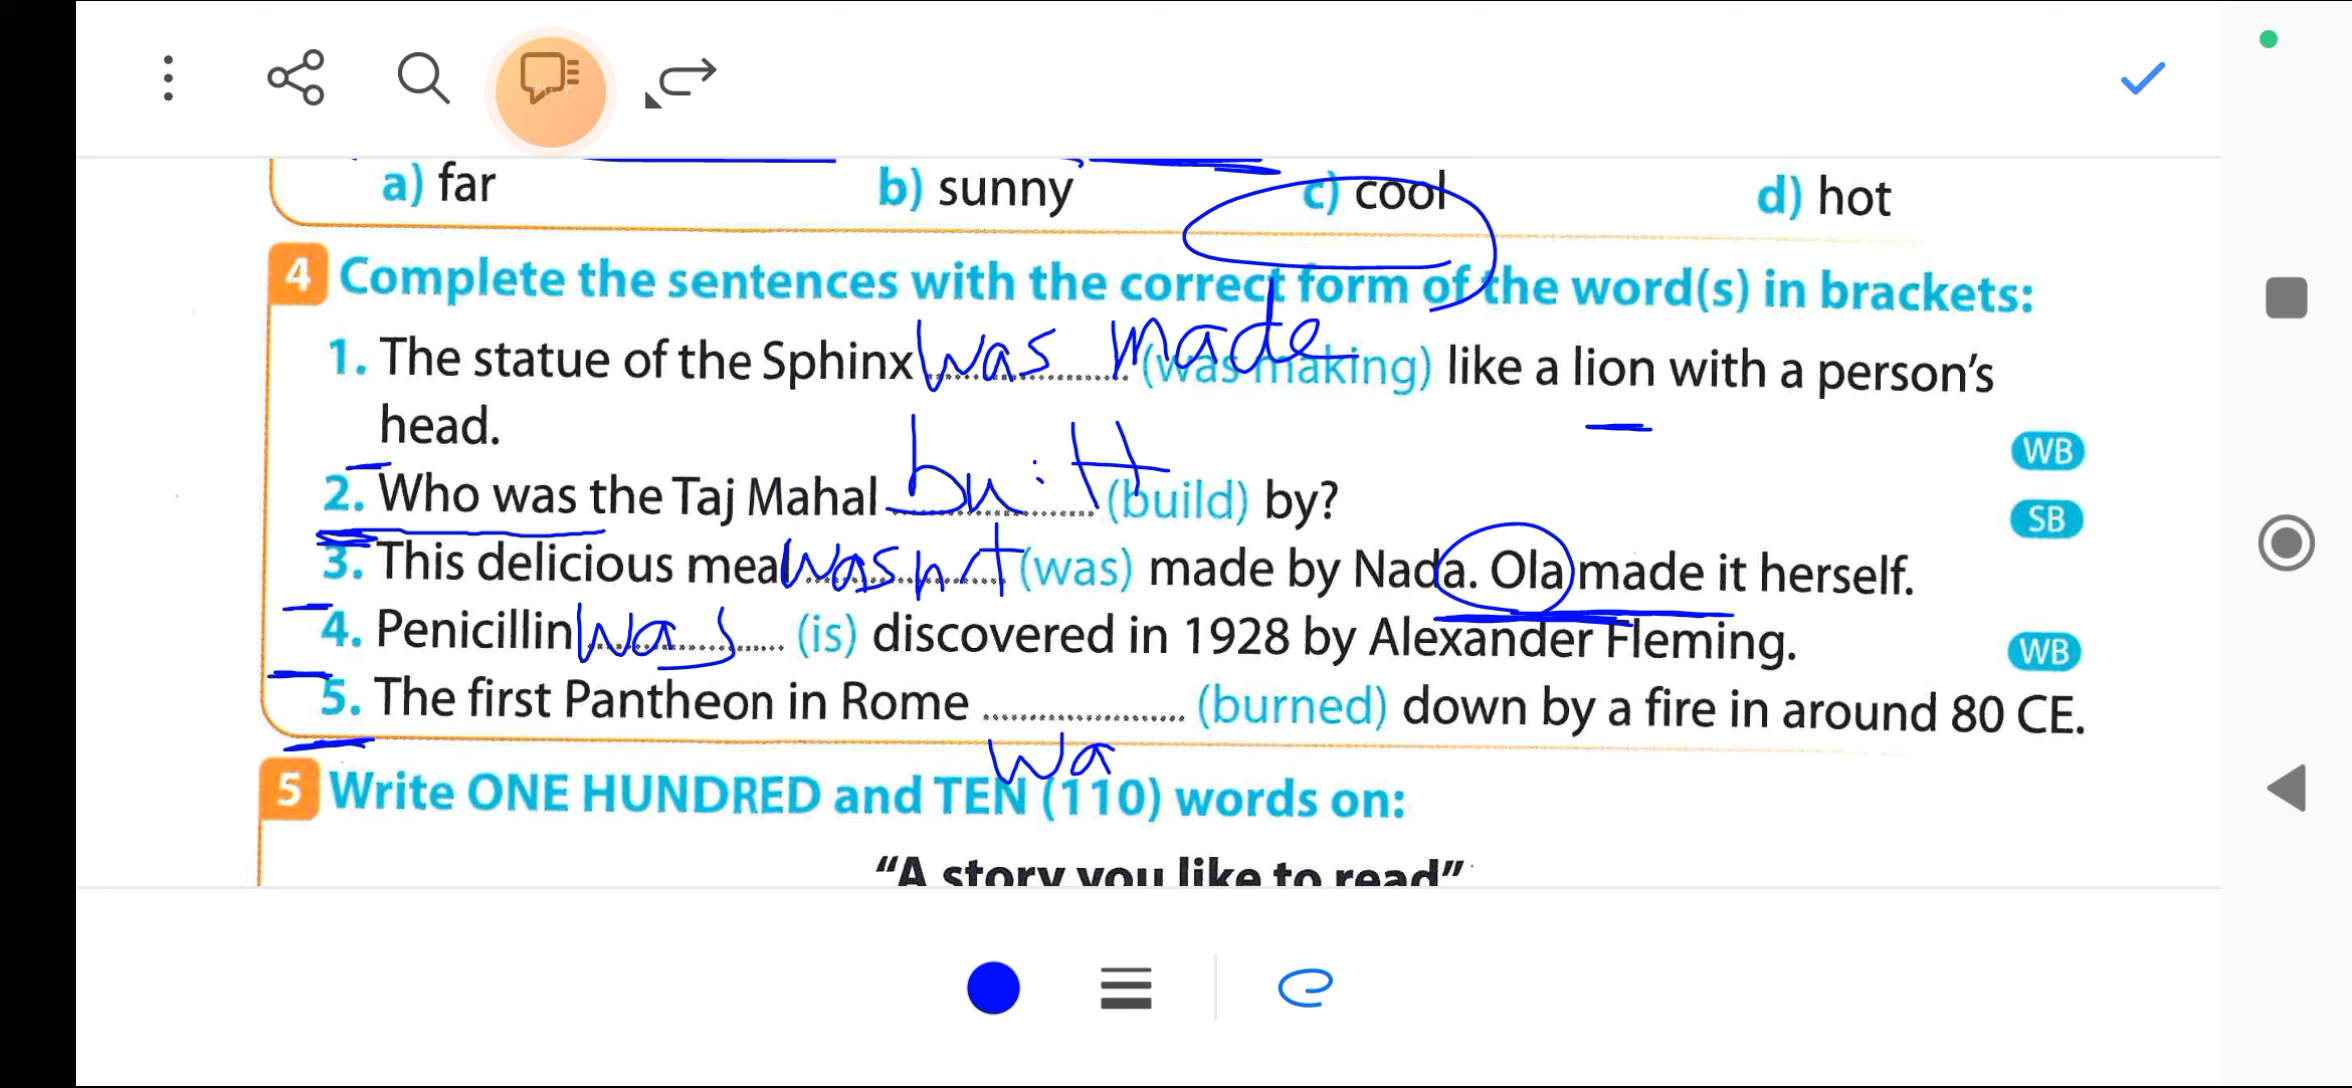 a) far b) sunny c) cool d) hot
4 Complete the sentences with the correct form of the word(s) in brackets:
1. The statue of the Sphinx was made (was making) like a lion with a person's
head. WB
2. Who was the Taj Mahal built (build) by? SB
3. This delicious meal wasn't (was) made by Nada. Ola made it herself.
4. Penicillin was (is) discovered in 1928 by Alexander Fleming. WB
5. The first Pantheon in Rome .................... (burned) down by a fire in around 80 CE.
wa
5 Write ONE HUNDRED and TEN (110) words on:
"A story you like to read"